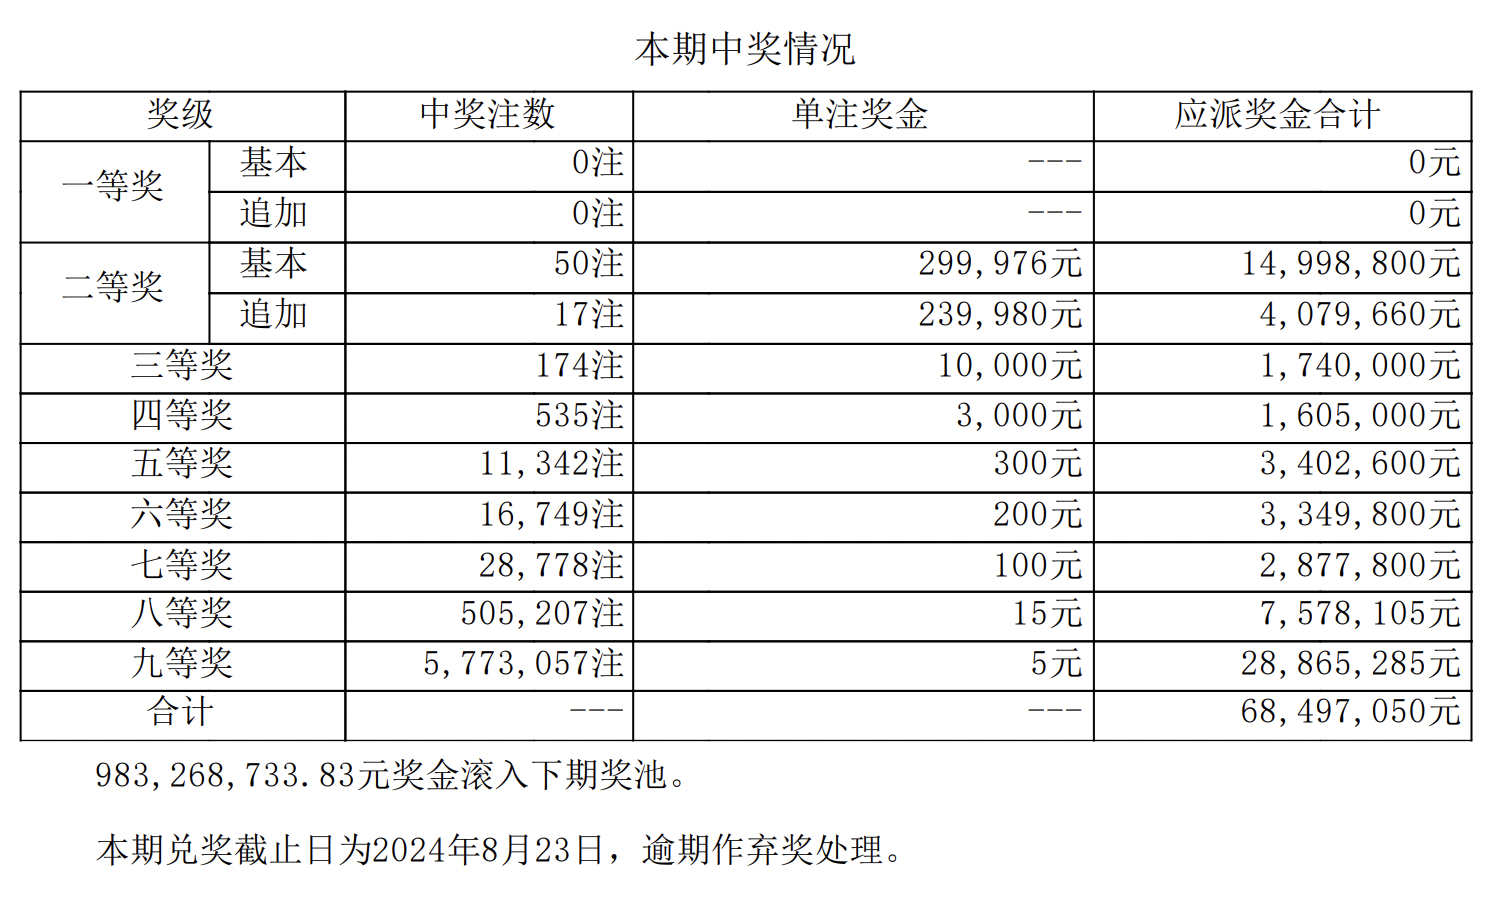 本期中奖情况
奖级 中奖注数 单注奖金 应派奖金合计
一等奖 基本 0注 --- 0元
追加 0注 --- 0元
二等奖 基本 50注 299,976元 14,998,800元
追加 17注 239,980元 4,079,660元
三等奖 174注 10,000元 1,740,000元
四等奖 535注 3,000元 1,605,000元
五等奖 11,342注 300元 3,402,600元
六等奖 16,749注 200元 3,349,800元
七等奖 28,778注 100元 2,877,800元
八等奖 505,207注 15元 7,578,105元
九等奖 5,773,057注 5元 28,865,285元
合计 --- --- 68,497,050元
983,268,733.83元奖金滚入下期奖池。
本期兑奖截止日为2024年8月23日，逾期作弃奖处理。